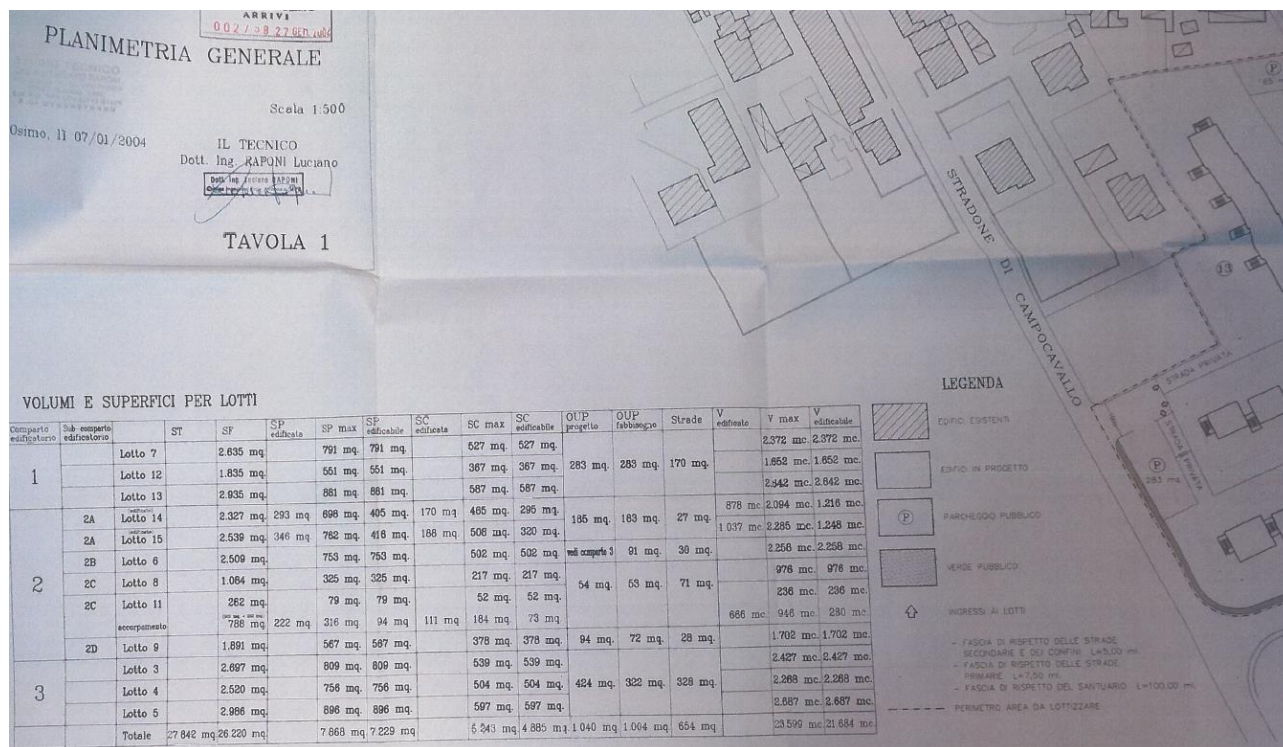 ARRIVI
PLANIMETRIA GENERALE
Scala 1:500
Osimo, lì 07/01/2004
IL TECNICO
Dott. Ing. RAPONI Luciano
TAVOLA 1
STRADONE DI CAMPOCAVALLO
STRADA PRIVATA
STRADA PRIVATA
P
283 mq
P
VOLUMI E SUPERFICI PER LOTTI
Comparto edificatorio Sub comparto edificatorio ST SF SP edificata SP max SP edificabile SC edificata SC max SC edificabile OUP progetto OUP fabbisogno Strade V edificato V max V edificabile
1 283 mq. 283 mq. 170 mq.
Lotto 7 2.635 mq. 791 mq. 791 mq. 527 mq. 527 mq. 2.372 mc. 2.372 mc.
Lotto 12 1.835 mq. 551 mq. 551 mq. 367 mq. 367 mq. 1.652 mc. 1.652 mc.
Lotto 13 2.935 mq. 881 mq. 881 mq. 587 mq. 587 mq. 2.642 mc. 2.642 mc.
2
2A Lotto 14 2.327 mq. 293 mq 698 mq. 405 mq. 170 mq 465 mq. 295 mq. 185 mq. 183 mq. 27 mq. 878 mc. 2.094 mc. 1.216 mc.
2A Lotto 15 2.539 mq. 346 mq 762 mq. 416 mq. 188 mq. 508 mq. 320 mq. 1.037 mc. 2.285 mc. 1.248 mc.
2B Lotto 6 2.509 mq. 753 mq. 753 mq. 502 mq. 502 mq. vedi comparto 3 91 mq. 30 mq. 2.258 mc. 2.258 mc.
2C Lotto 8 1.084 mq. 325 mq. 325 mq. 217 mq. 217 mq. 54 mq. 53 mq. 71 mq. 976 mc. 976 mc.
2C Lotto 11 262 mq. 79 mq. 79 mq. 52 mq. 52 mq. 236 mc. 236 mc.
accorpamento 788 mq. 222 mq 316 mq. 94 mq. 111 mq 184 mq. 73 mq. 666 mc. 946 mc. 280 mc.
2D Lotto 9 1.891 mq. 567 mq. 567 mq. 378 mq. 378 mq. 94 mq. 72 mq. 28 mq. 1.702 mc. 1.702 mc.
3 424 mq. 322 mq. 328 mq.
Lotto 3 2.697 mq. 809 mq. 809 mq. 539 mq. 539 mq. 2.427 mc. 2.427 mc.
Lotto 4 2.520 mq. 756 mq. 756 mq. 504 mq. 504 mq. 2.268 mc. 2.268 mc.
Lotto 5 2.986 mq. 896 mq. 896 mq. 597 mq. 597 mq. 2.687 mc. 2.687 mc.
Totale 27 842 mq. 26 220 mq. 7 868 mq. 7 229 mq. 5 243 mq. 4 885 mq. 1 040 mq 1 004 mq. 654 mq. 23 599 mc. 21 684 mc.
LEGENDA
EDIFICI ESISTENTI
EDIFICI IN PROGETTO
P PARCHEGGIO PUBBLICO
VERDE PUBBLICO
INGRESSI AI LOTTI
- FASCIA DI RISPETTO DELLE STRADE
SECONDARIE E DEI CONFINI L=5,00 ml.
- FASCIA DI RISPETTO DELLE STRADE
PRIMARIE L=7,50 ml.
- FASCIA DI RISPETTO DEL SANTUARIO L=100,00 ml.
PERIMETRO AREA DA LOTTIZZARE